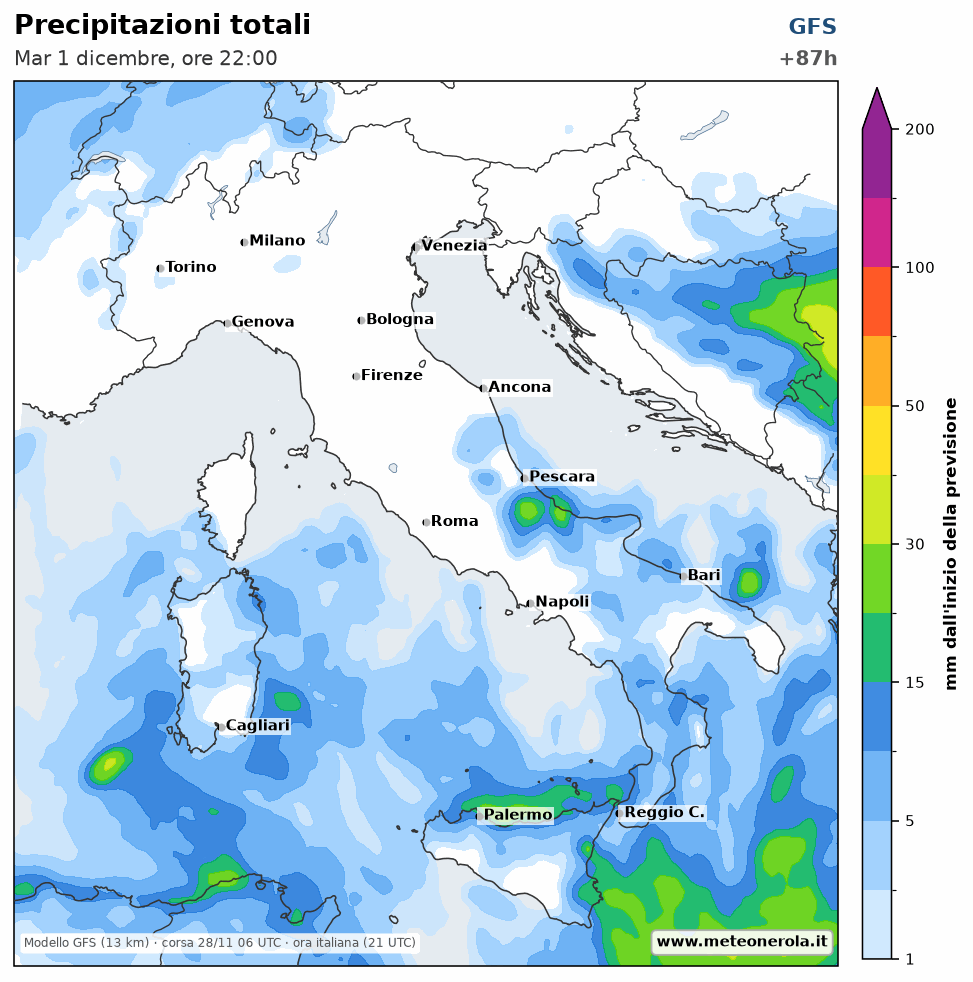 Precipitazioni totali
GFS
Mar 1 dicembre, ore 22:00
+87h
200
100
50
30
15
5
1
mm dall'inizio della previsione
Milano
Venezia
Torino
Genova
Bologna
Firenze
Ancona
Pescara
Roma
Bari
Napoli
Cagliari
Palermo
Reggio C.
Modello GFS (13 km) · corsa 28/11 06 UTC · ora italiana (21 UTC)
www.meteonerola.it